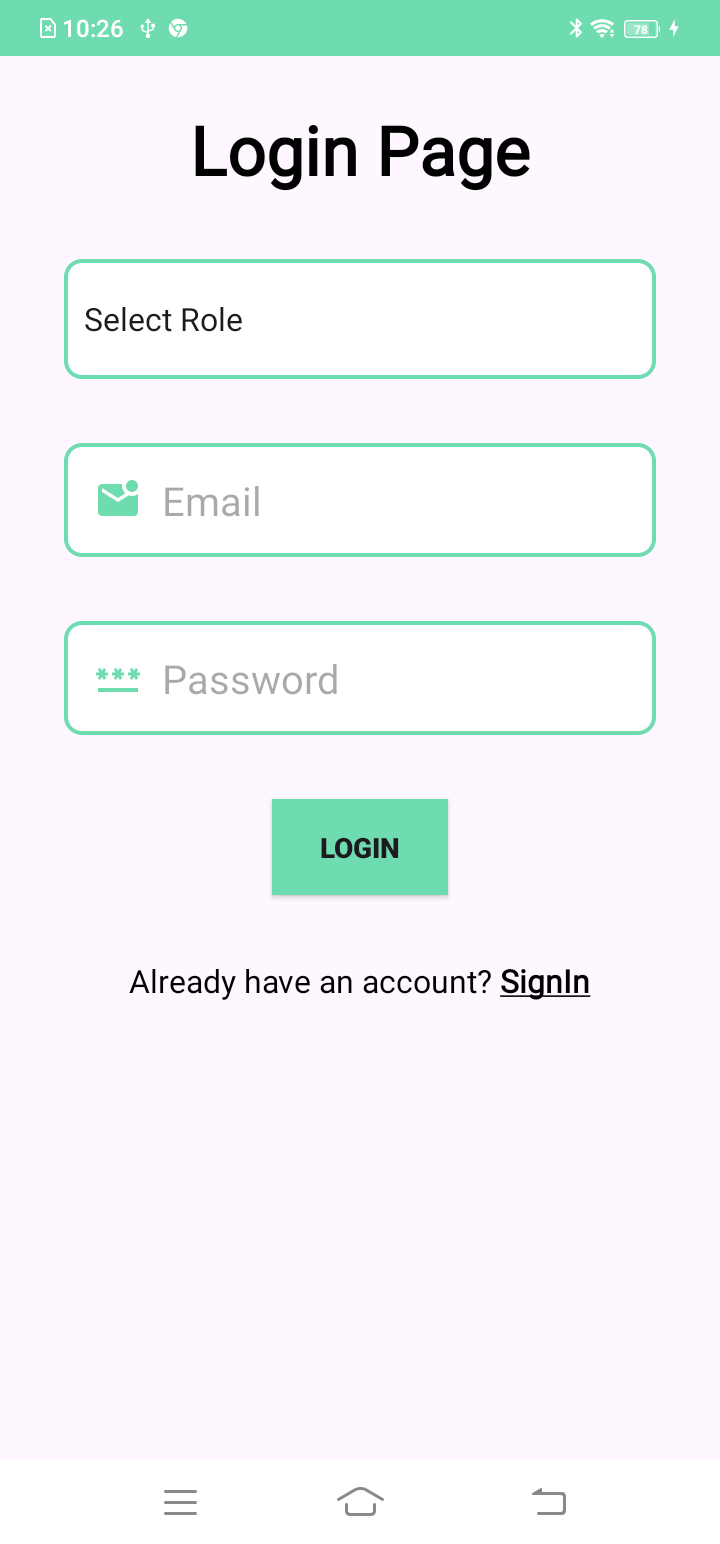 10:26 78
Login Page
Select Role
Email
*** Password
LOGIN
Already have an account? SignIn